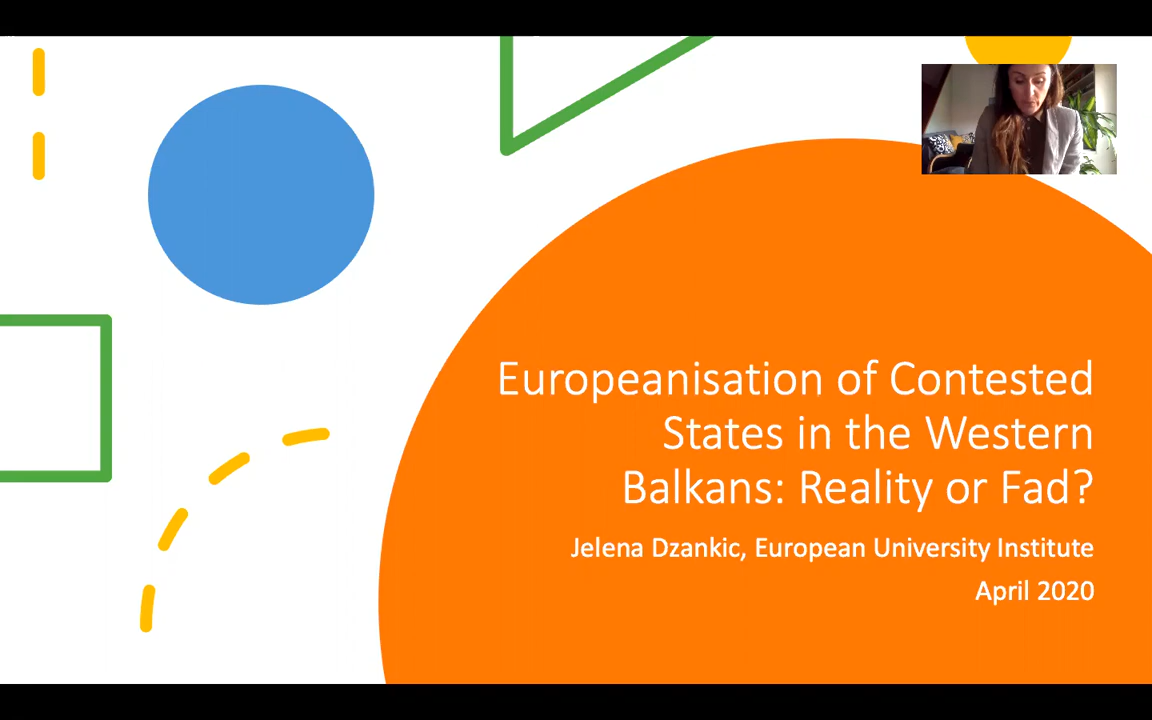 Europeanisation of Contested
States in the Western
Balkans: Reality or Fad?
Jelena Dzankic, European University Institute
April 2020